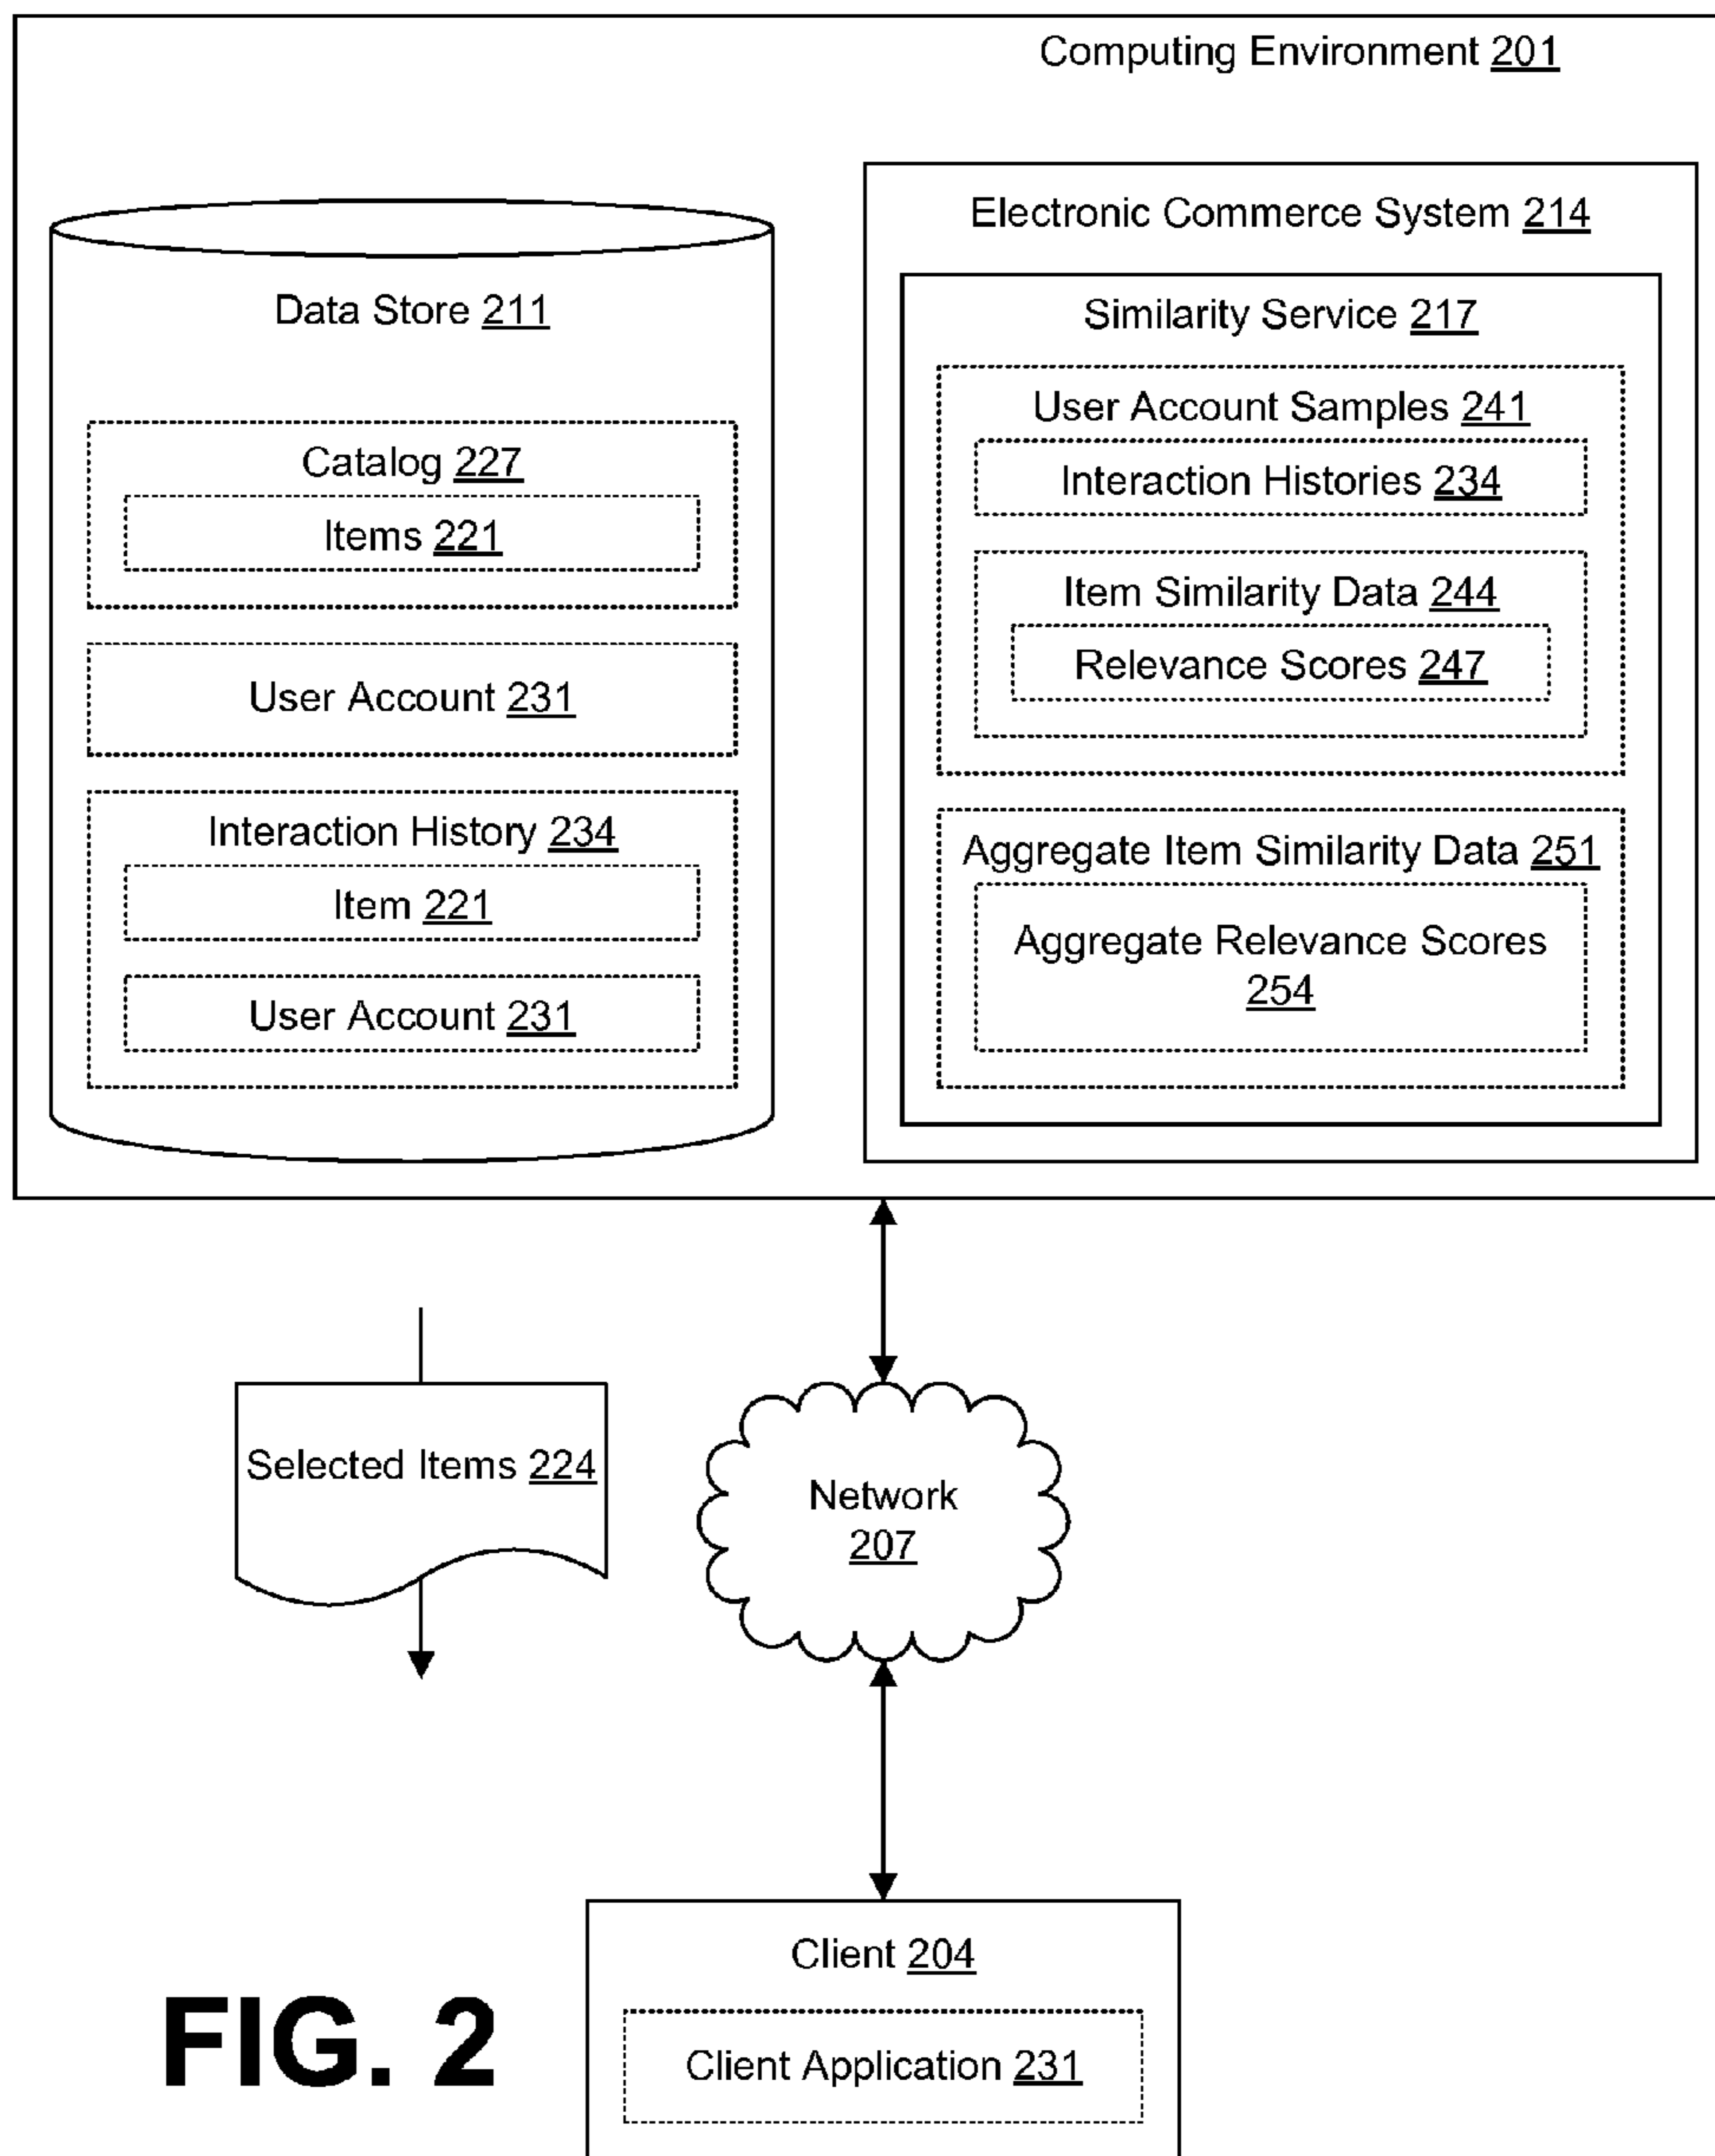 Computing Environment 201
Data Store 211
Catalog 227
Items 221
User Account 231
Interaction History 234
Item 221
User Account 231
Electronic Commerce System 214
Similarity Service 217
User Account Samples 241
Interaction Histories 234
Item Similarity Data 244
Relevance Scores 247
Aggregate Item Similarity Data 251
Aggregate Relevance Scores
254
Selected Items 224
Network
207
Client 204
Client Application 231
FIG. 2